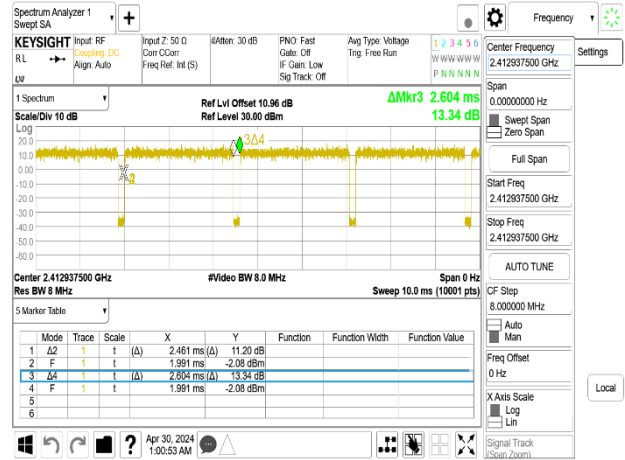 Spectrum Analyzer 1
Swept SA
+
Frequency
KEYSIGHT
Input: RF
Input Z: 50 Ω
#Atten: 30 dB
PNO: Fast
Avg Type: Voltage
1 2 3 4 5 6
RL
Coupling: DC
Corr CCorr
Gate: Off
Trig: Free Run
W W W W W W
Align: Auto
Freq Ref: Int (S)
IF Gain: Low
P N N N N N
Sig Track: Off
LXI
Center Frequency
2.412937500 GHz
Settings
Span
0.00000000 Hz
Swept Span
Zero Span
Full Span
Start Freq
2.412937500 GHz
Stop Freq
2.412937500 GHz
AUTO TUNE
CF Step
8.000000 MHz
Auto
Man
Freq Offset
0 Hz
X Axis Scale
Log
Lin
Local
Signal Track
(Span Zoom)
1 Spectrum
Ref Lvl Offset 10.96 dB
ΔMkr3 2.604 ms
Scale/Div 10 dB
Ref Level 30.00 dBm
13.34 dB
Log
20.0
10.0
0.00
-10.0
-20.0
-30.0
-40.0
-50.0
-60.0
3Δ4
Center 2.412937500 GHz
#Video BW 8.0 MHz
Span 0 Hz
Res BW 8 MHz
Sweep 10.0 ms (10001 pts)
5 Marker Table
Mode Trace Scale X Y Function Function Width Function Value
1 Δ2 1 t (Δ) 2.461 ms (Δ) 11.20 dB
2 F 1 t 1.991 ms -2.08 dBm
3 Δ4 1 t (Δ) 2.604 ms (Δ) 13.34 dB
4 F 1 t 1.991 ms -2.08 dBm
5
6
?
Apr 30, 2024
1:00:53 AM